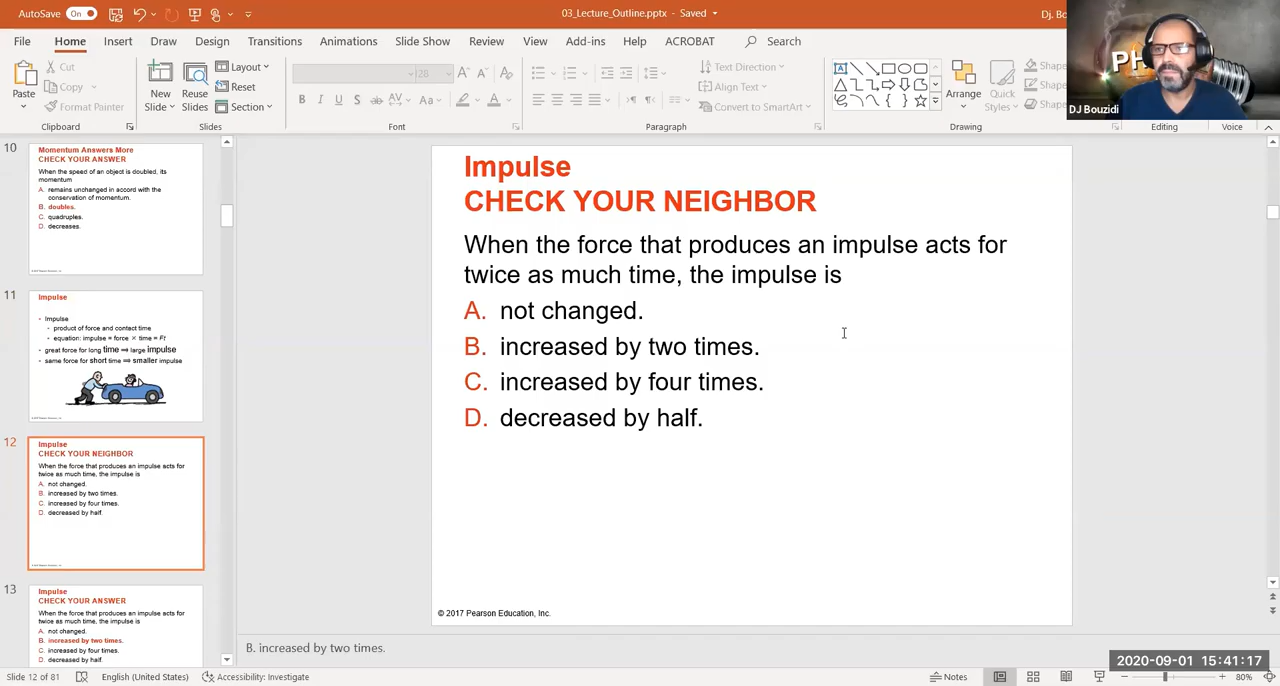 AutoSave On 03_Lecture_Outline.pptx - Saved Dj. Bo
File Home Insert Draw Design Transitions Animations Slide Show Review View Add-ins Help ACROBAT Search
Paste Cut Copy Format Painter
New Slide Reuse Slides Layout Reset Section
28
Text Direction Align Text Convert to SmartArt
Arrange Quick Styles Shape
Clipboard Slides Font Paragraph Drawing Editing Voice
PH
DJ Bouzidi
10
Momentum Answers More
CHECK YOUR ANSWER
When the speed of an object is doubled, its
momentum
A. remains unchanged in accord with the
conservation of momentum.
B. doubles.
C. quadruples.
D. decreases.
11
Impulse
• Impulse
• product of force and contact time
• equation: impulse = force × time = Ft
• great force for long time ⇒ large impulse
• same force for short time ⇒ smaller impulse
12
Impulse
CHECK YOUR NEIGHBOR
When the force that produces an impulse acts for
twice as much time, the impulse is
A. not changed.
B. increased by two times.
C. increased by four times.
D. decreased by half.
13
Impulse
CHECK YOUR ANSWER
When the force that produces an impulse acts for
twice as much time, the impulse is
A. not changed.
B. increased by two times.
C. increased by four times.
D. decreased by half.
Impulse
CHECK YOUR NEIGHBOR
When the force that produces an impulse acts for
twice as much time, the impulse is
A. not changed.
B. increased by two times.
C. increased by four times.
D. decreased by half.
© 2017 Pearson Education, Inc.
B. increased by two times.
2020-09-01 15:41:17
Slide 12 of 81 English (United States) Accessibility: Investigate Notes 80%